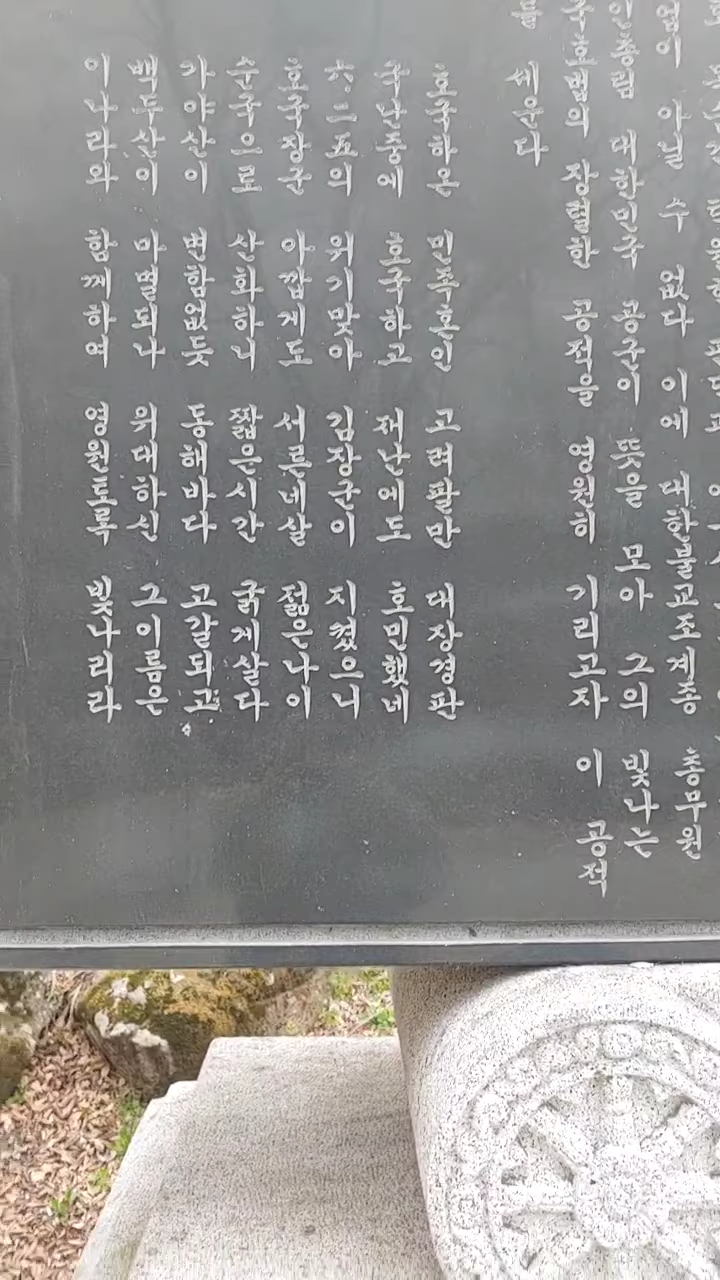 엄이 아닐 수 없다 이에 대한불교조계종 총무원
인총림 대한민국 공군이 뜻을 모아 그의 빛나는
국호법의 장렬한 공적을 영원히 기리고자 이 공적
를 세운다
호국하온 민족혼인 고려팔만 대장경판
수난중에 호국하고 재난에도 호민했네
六二五의 위기맞아 김장군이 지켰으니
호국장군 아깝게도 서른네살 젊은나이
순국으로 산화하니 짧은시간 굵게살다
가야산이 변함없듯 동해바다 고갈되고
백두산이 마멸되나 위대하신 그이름은
이나라와 함께하여 영원토록 빛나리라